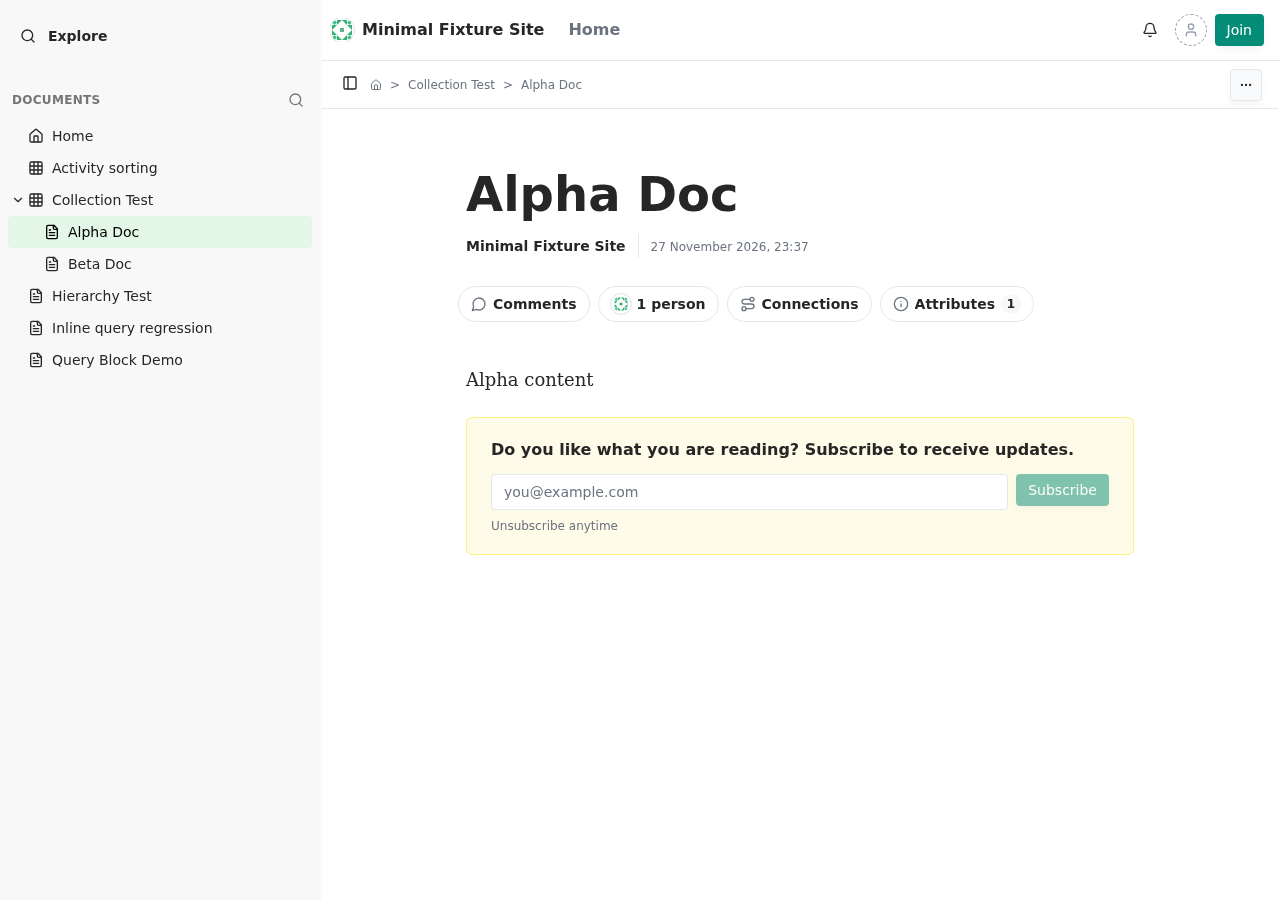 Explore
DOCUMENTS
Home
Activity sorting
Collection Test
Alpha Doc
Beta Doc
Hierarchy Test
Inline query regression
Query Block Demo
Minimal Fixture Site
Home
Join
> Collection Test > Alpha Doc
Alpha Doc
Minimal Fixture Site
27 November 2026, 23:37
Comments
1 person
Connections
Attributes 1
Alpha content
Do you like what you are reading? Subscribe to receive updates.
you@example.com
Subscribe
Unsubscribe anytime